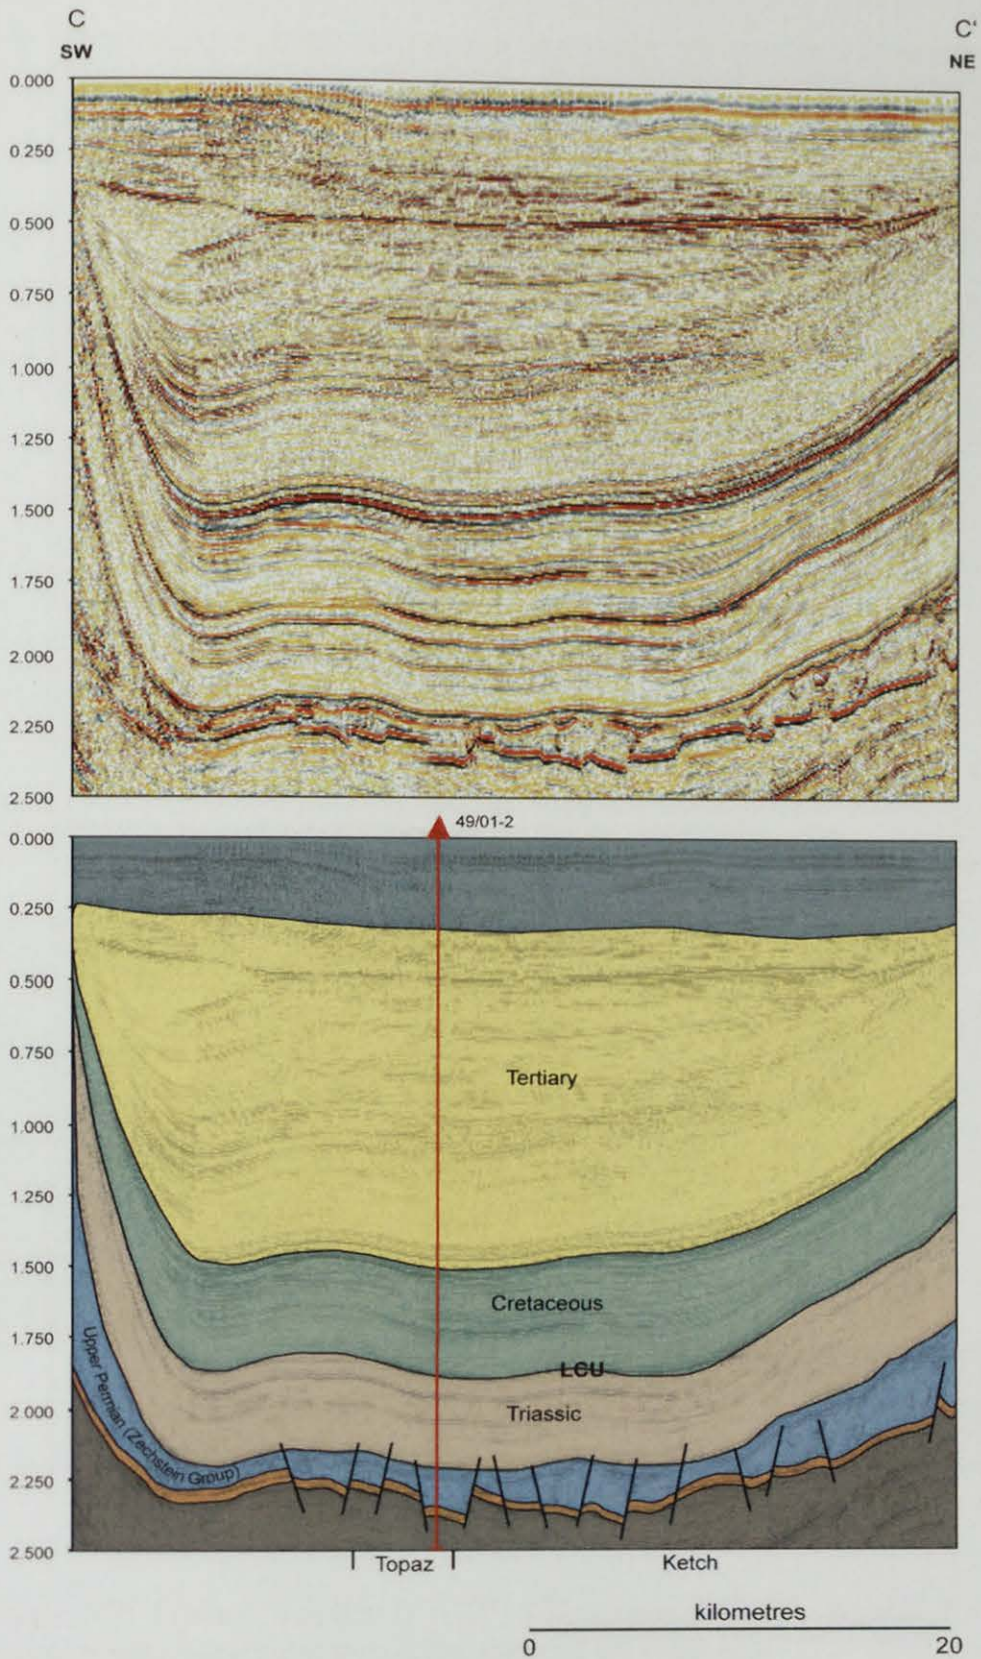 C
C'
SW
NE
0.000
0.250
0.500
0.750
1.000
1.250
1.500
1.750
2.000
2.250
2.500
49/01-2
0.000
0.250
0.500
0.750
1.000
1.250
1.500
1.750
2 000
2.250
2.500
Tertiary
Cretaceous
LCU
Triassic
Upper Permian (Zechstein Group)
Topaz
Ketch
kilometres
0
20